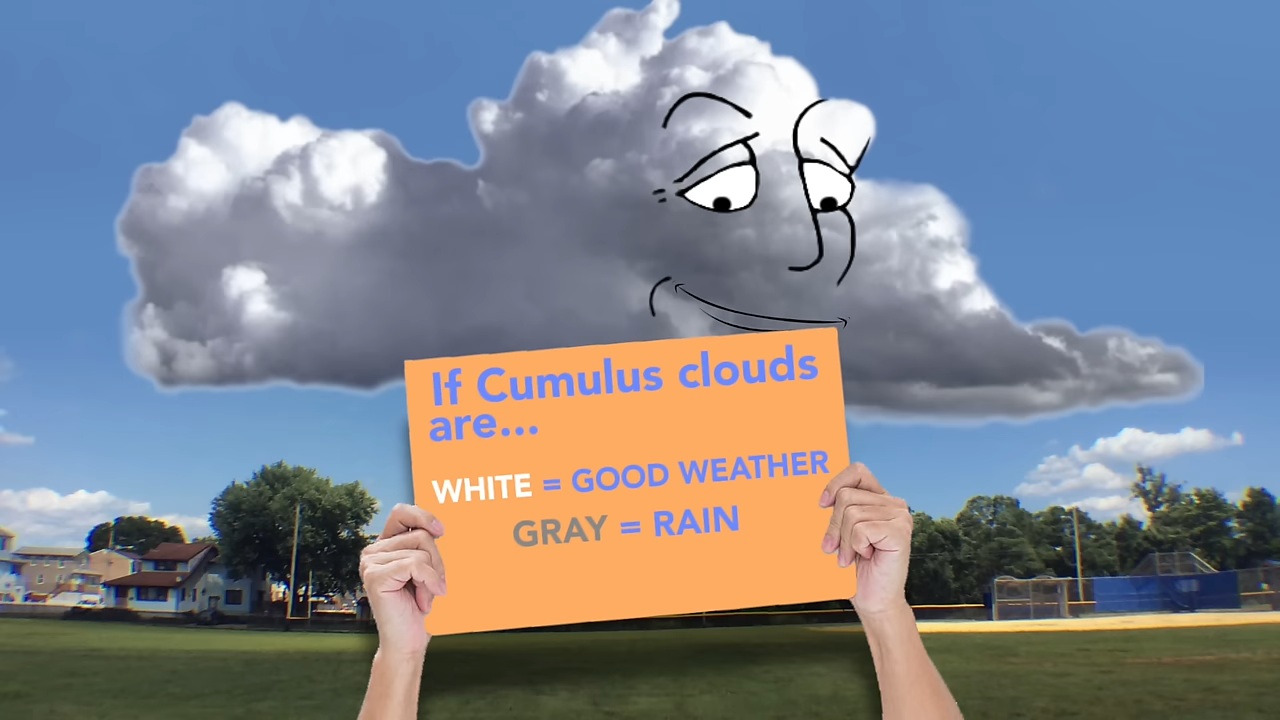 If Cumulus clouds
are...
WHITE = GOOD WEATHER
GRAY = RAIN